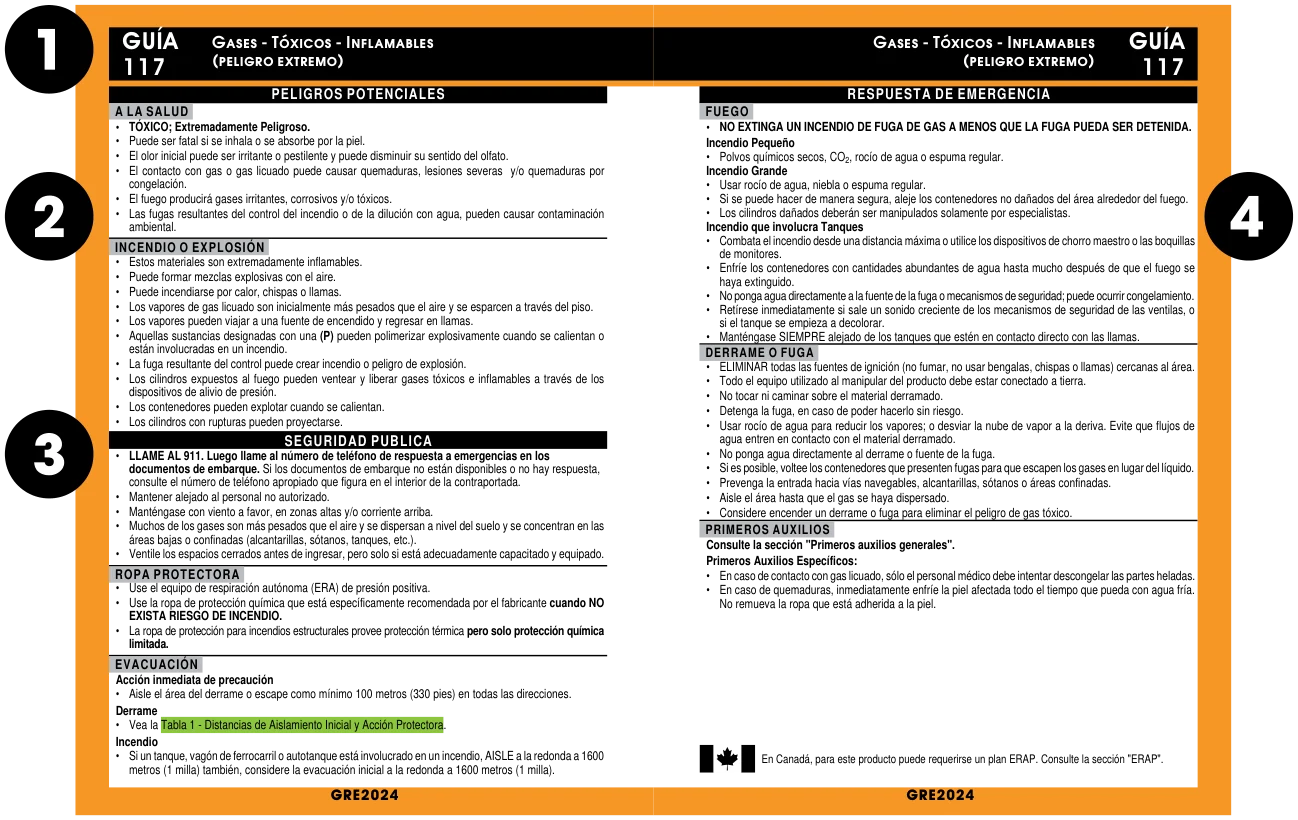 1
GUÍA
117
GASES - TÓXICOS - INFLAMABLES
(PELIGRO EXTREMO)
PELIGROS POTENCIALES
A LA SALUD
• TÓXICO; Extremadamente Peligroso.
• Puede ser fatal si se inhala o se absorbe por la piel.
• El olor inicial puede ser irritante o pestilente y puede disminuir su sentido del olfato.
• El contacto con gas o gas licuado puede causar quemaduras, lesiones severas y/o quemaduras por
congelación.
• El fuego producirá gases irritantes, corrosivos y/o tóxicos.
• Las fugas resultantes del control del incendio o de la dilución con agua, pueden causar contaminación
ambiental.
2
INCENDIO O EXPLOSIÓN
• Estos materiales son extremadamente inflamables.
• Puede formar mezclas explosivas con el aire.
• Puede incendiarse por calor, chispas o llamas.
• Los vapores de gas licuado son inicialmente más pesados que el aire y se esparcen a través del piso.
• Los vapores pueden viajar a una fuente de encendido y regresar en llamas.
• Aquellas sustancias designadas con una (P) pueden polimerizar explosivamente cuando se calientan o
están involucradas en un incendio.
• La fuga resultante del control puede crear incendio o peligro de explosión.
• Los cilindros expuestos al fuego pueden ventear y liberar gases tóxicos e inflamables a través de los
dispositivos de alivio de presión.
• Los contenedores pueden explotar cuando se calientan.
• Los cilindros con rupturas pueden proyectarse.
3
SEGURIDAD PUBLICA
• LLAME AL 911. Luego llame al número de teléfono de respuesta a emergencias en los
documentos de embarque. Si los documentos de embarque no están disponibles o no hay respuesta,
consulte el número de teléfono apropiado que figura en el interior de la contraportada.
• Mantener alejado al personal no autorizado.
• Manténgase con viento a favor, en zonas altas y/o corriente arriba.
• Muchos de los gases son más pesados que el aire y se dispersan a nivel del suelo y se concentran en las
áreas bajas o confinadas (alcantarillas, sótanos, tanques, etc.).
• Ventile los espacios cerrados antes de ingresar, pero solo si está adecuadamente capacitado y equipado.
ROPA PROTECTORA
• Use el equipo de respiración autónoma (ERA) de presión positiva.
• Use la ropa de protección química que está específicamente recomendada por el fabricante cuando NO
EXISTA RIESGO DE INCENDIO.
• La ropa de protección para incendios estructurales provee protección térmica pero solo protección química
limitada.
EVACUACIÓN
Acción inmediata de precaución
• Aisle el área del derrame o escape como mínimo 100 metros (330 pies) en todas las direcciones.
Derrame
• Vea la Tabla 1 - Distancias de Aislamiento Inicial y Acción Protectora.
Incendio
• Si un tanque, vagón de ferrocarril o autotanque está involucrado en un incendio, AISLE a la redonda a 1600
metros (1 milla) también, considere la evacuación inicial a la redonda a 1600 metros (1 milla).
GRE2024
GASES - TÓXICOS - INFLAMABLES
(PELIGRO EXTREMO)
GUÍA
117
RESPUESTA DE EMERGENCIA
FUEGO
• NO EXTINGA UN INCENDIO DE FUGA DE GAS A MENOS QUE LA FUGA PUEDA SER DETENIDA.
Incendio Pequeño
• Polvos químicos secos, CO2, rocío de agua o espuma regular.
Incendio Grande
• Usar rocío de agua, niebla o espuma regular.
• Si se puede hacer de manera segura, aleje los contenedores no dañados del área alrededor del fuego.
• Los cilindros dañados deberán ser manipulados solamente por especialistas.
Incendio que involucra Tanques
• Combata el incendio desde una distancia máxima o utilice los dispositivos de chorro maestro o las boquillas
de monitores.
• Enfríe los contenedores con cantidades abundantes de agua hasta mucho después de que el fuego se
haya extinguido.
• No ponga agua directamente a la fuente de la fuga o mecanismos de seguridad; puede ocurrir congelamiento.
• Retírese inmediatamente si sale un sonido creciente de los mecanismos de seguridad de las ventilas, o
si el tanque se empieza a decolorar.
• Manténgase SIEMPRE alejado de los tanques que estén en contacto directo con las llamas.
4
DERRAME O FUGA
• ELIMINAR todas las fuentes de ignición (no fumar, no usar bengalas, chispas o llamas) cercanas al área.
• Todo el equipo utilizado al manipular del producto debe estar conectado a tierra.
• No tocar ni caminar sobre el material derramado.
• Detenga la fuga, en caso de poder hacerlo sin riesgo.
• Usar rocío de agua para reducir los vapores; o desviar la nube de vapor a la deriva. Evite que flujos de
agua entren en contacto con el material derramado.
• No ponga agua directamente al derrame o fuente de la fuga.
• Si es posible, voltee los contenedores que presenten fugas para que escapen los gases en lugar del líquido.
• Prevenga la entrada hacia vías navegables, alcantarillas, sótanos o áreas confinadas.
• Aisle el área hasta que el gas se haya dispersado.
• Considere encender un derrame o fuga para eliminar el peligro de gas tóxico.
PRIMEROS AUXILIOS
Consulte la sección "Primeros auxilios generales".
Primeros Auxilios Específicos:
• En caso de contacto con gas licuado, sólo el personal médico debe intentar descongelar las partes heladas.
• En caso de quemaduras, inmediatamente enfríe la piel afectada todo el tiempo que pueda con agua fría.
No remueva la ropa que está adherida a la piel.
En Canadá, para este producto puede requerirse un plan ERAP. Consulte la sección "ERAP".
GRE2024